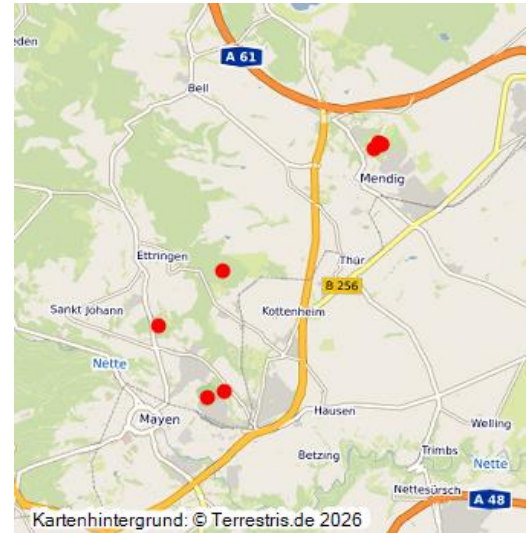 eden
A 61
Bell
Mendig
Ettringen
Thür
B 256
Sankt Johann
Kottenheim
Nette
Mayen
Hausen
Welling
Betzing
Trimbs
Nette
Nettesürsch
A 48
Kartenhintergrund: © Terrestris.de 2026